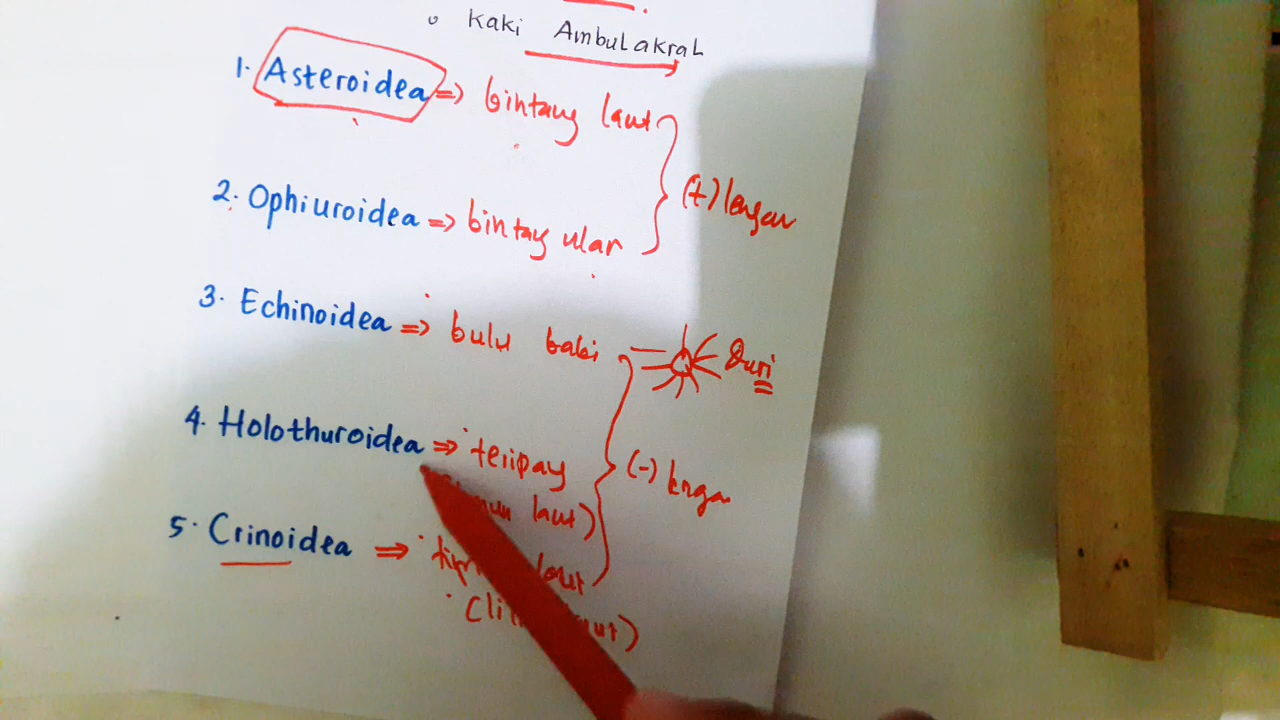 o Kaki Ambulakral
1. Asteroidea => bintang laut
(+) lengan
2. Ophiuroidea => bintang ular
3. Echinoidea => bulu babi
Duri
4. Holothuroidea => teripang
(-) lengan
laut)
5. Crinoidea => laut